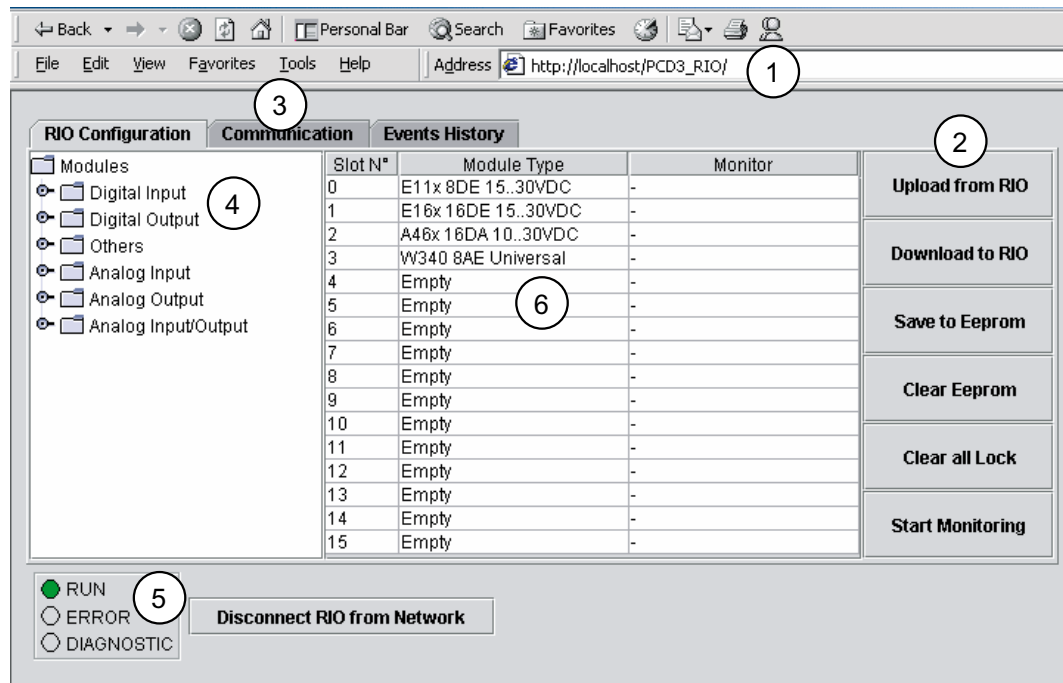 Back Personal Bar Search Favorites
File Edit View Favorites Tools Help Address http://localhost/PCD3_RIO/ 1
3
RIO Configuration Communication Events History 2
Modules
Digital Input
Digital Output
Others
Analog Input
Analog Output
Analog Input/Output
4
Slot N° Module Type Monitor
0 E11x 8DE 15..30VDC -
1 E16x 16DE 15..30VDC -
2 A46x 16DA 10..30VDC -
3 W340 8AE Universal -
4 Empty -
5 Empty -
6 Empty -
7 Empty -
8 Empty -
9 Empty -
10 Empty -
11 Empty -
12 Empty -
13 Empty -
14 Empty -
15 Empty -
6
Upload from RIO
Download to RIO
Save to Eeprom
Clear Eeprom
Clear all Lock
Start Monitoring
RUN
ERROR
DIAGNOSTIC
5
Disconnect RIO from Network